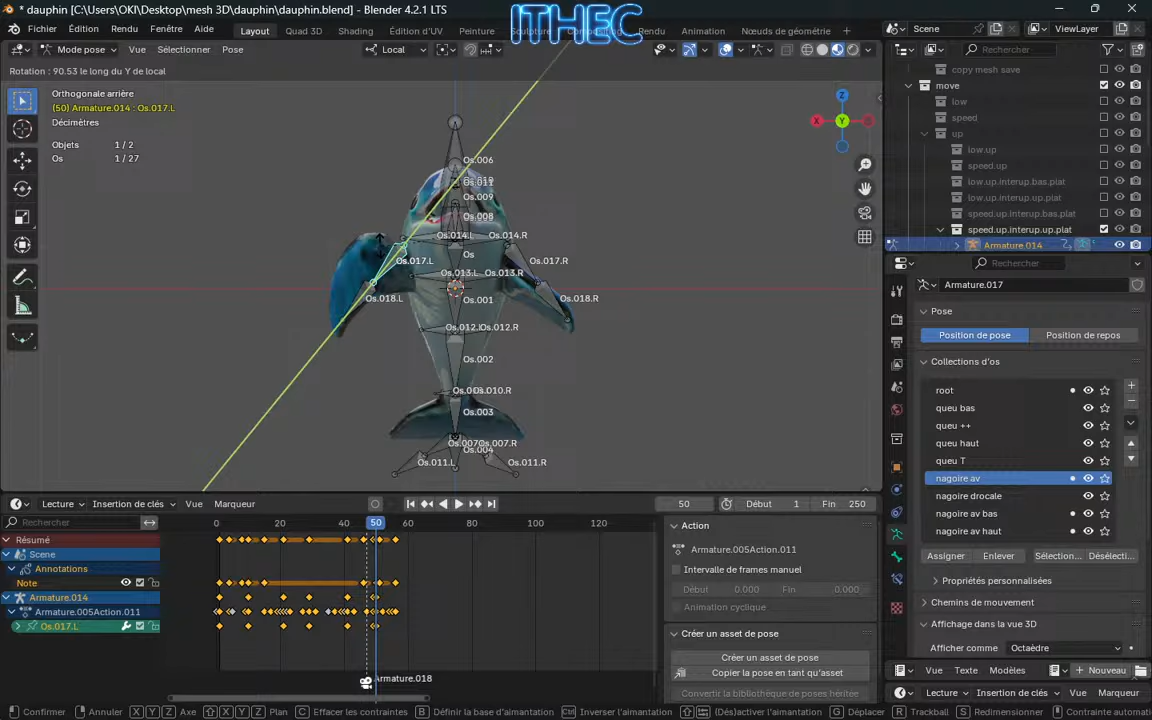 * dauphin [C:\Users\OKI\Desktop\mesh 3D\dauphin\dauphin.blend] - Blender 4.2.1 LTS
ITHEC
Fichier Édition Rendu Fenêtre Aide Layout Quad 3D Shading Édition d'UV Peinture Rendu Animation Nœuds de géométrie
Scene ViewLayer
Mode pose Vue Sélectionner Pose Local Rechercher
Rotation : 90.53 le long du Y de local
Orthogonale arrière
(50) Armature.014 : Os.017.L
Décimètres
Objets 1 / 2
Os 1 / 27
Z
X
Y
Os.006
Os.011
Os.009
Os.008
Os.014.L Os.014.R
Os
Os.017.L Os.017.R
Os.013.L Os.013.R
Os.018.L Os.001 Os.018.R
Os.012.R
Os.002
Os.010.R
Os.003
Os.007.R
Os.004
Os.011.L Os.011.R
copy mesh save
move
low
speed
up
low.up
speed.up
low.up.interup.bas.plat
low.up.interup.up.plat
speed.up.interup.bas.plat
speed.up.interup.up.plat
Armature.014
Rechercher
Armature.017
Pose
Position de pose Position de repos
Collections d'os
root
queu bas
queu ++
queu haut
queu T
nagoire av
nagoire drocale
nagoire av bas
nagoire av haut
Assigner Enlever Sélection... Désélecti...
Propriétés personnalisées
Chemins de mouvement
Affichage dans la vue 3D
Afficher comme Octaèdre
Vue Texte Modèles Nouveau
Lecture Insertion de clés Vue Marqueur
Lecture Insertion de clés Vue Marqueur 50 Début 1 Fin 250
Rechercher
0 20 40 50 60 80 100 120
Résumé
Scene
Annotations
Note
Armature.014
Armature.005Action.011
Os.017.L
Armature.018
Action
Armature.005Action.011
Intervalle de frames manuel
Début 0.000 Fin 0.000
Animation cyclique
Créer un asset de pose
Créer un asset de pose
Copier la pose en tant qu'asset
Convertir la bibliothèque de poses héritée
Confirmer Annuler X Y Z Axe X Y Z Plan C Effacer les contraintes B Définir la base d'aimantation Inverser l'aimantation (Dés)activer l'aimantation G Déplacer R Trackball S Redimensionner Contrainte automati